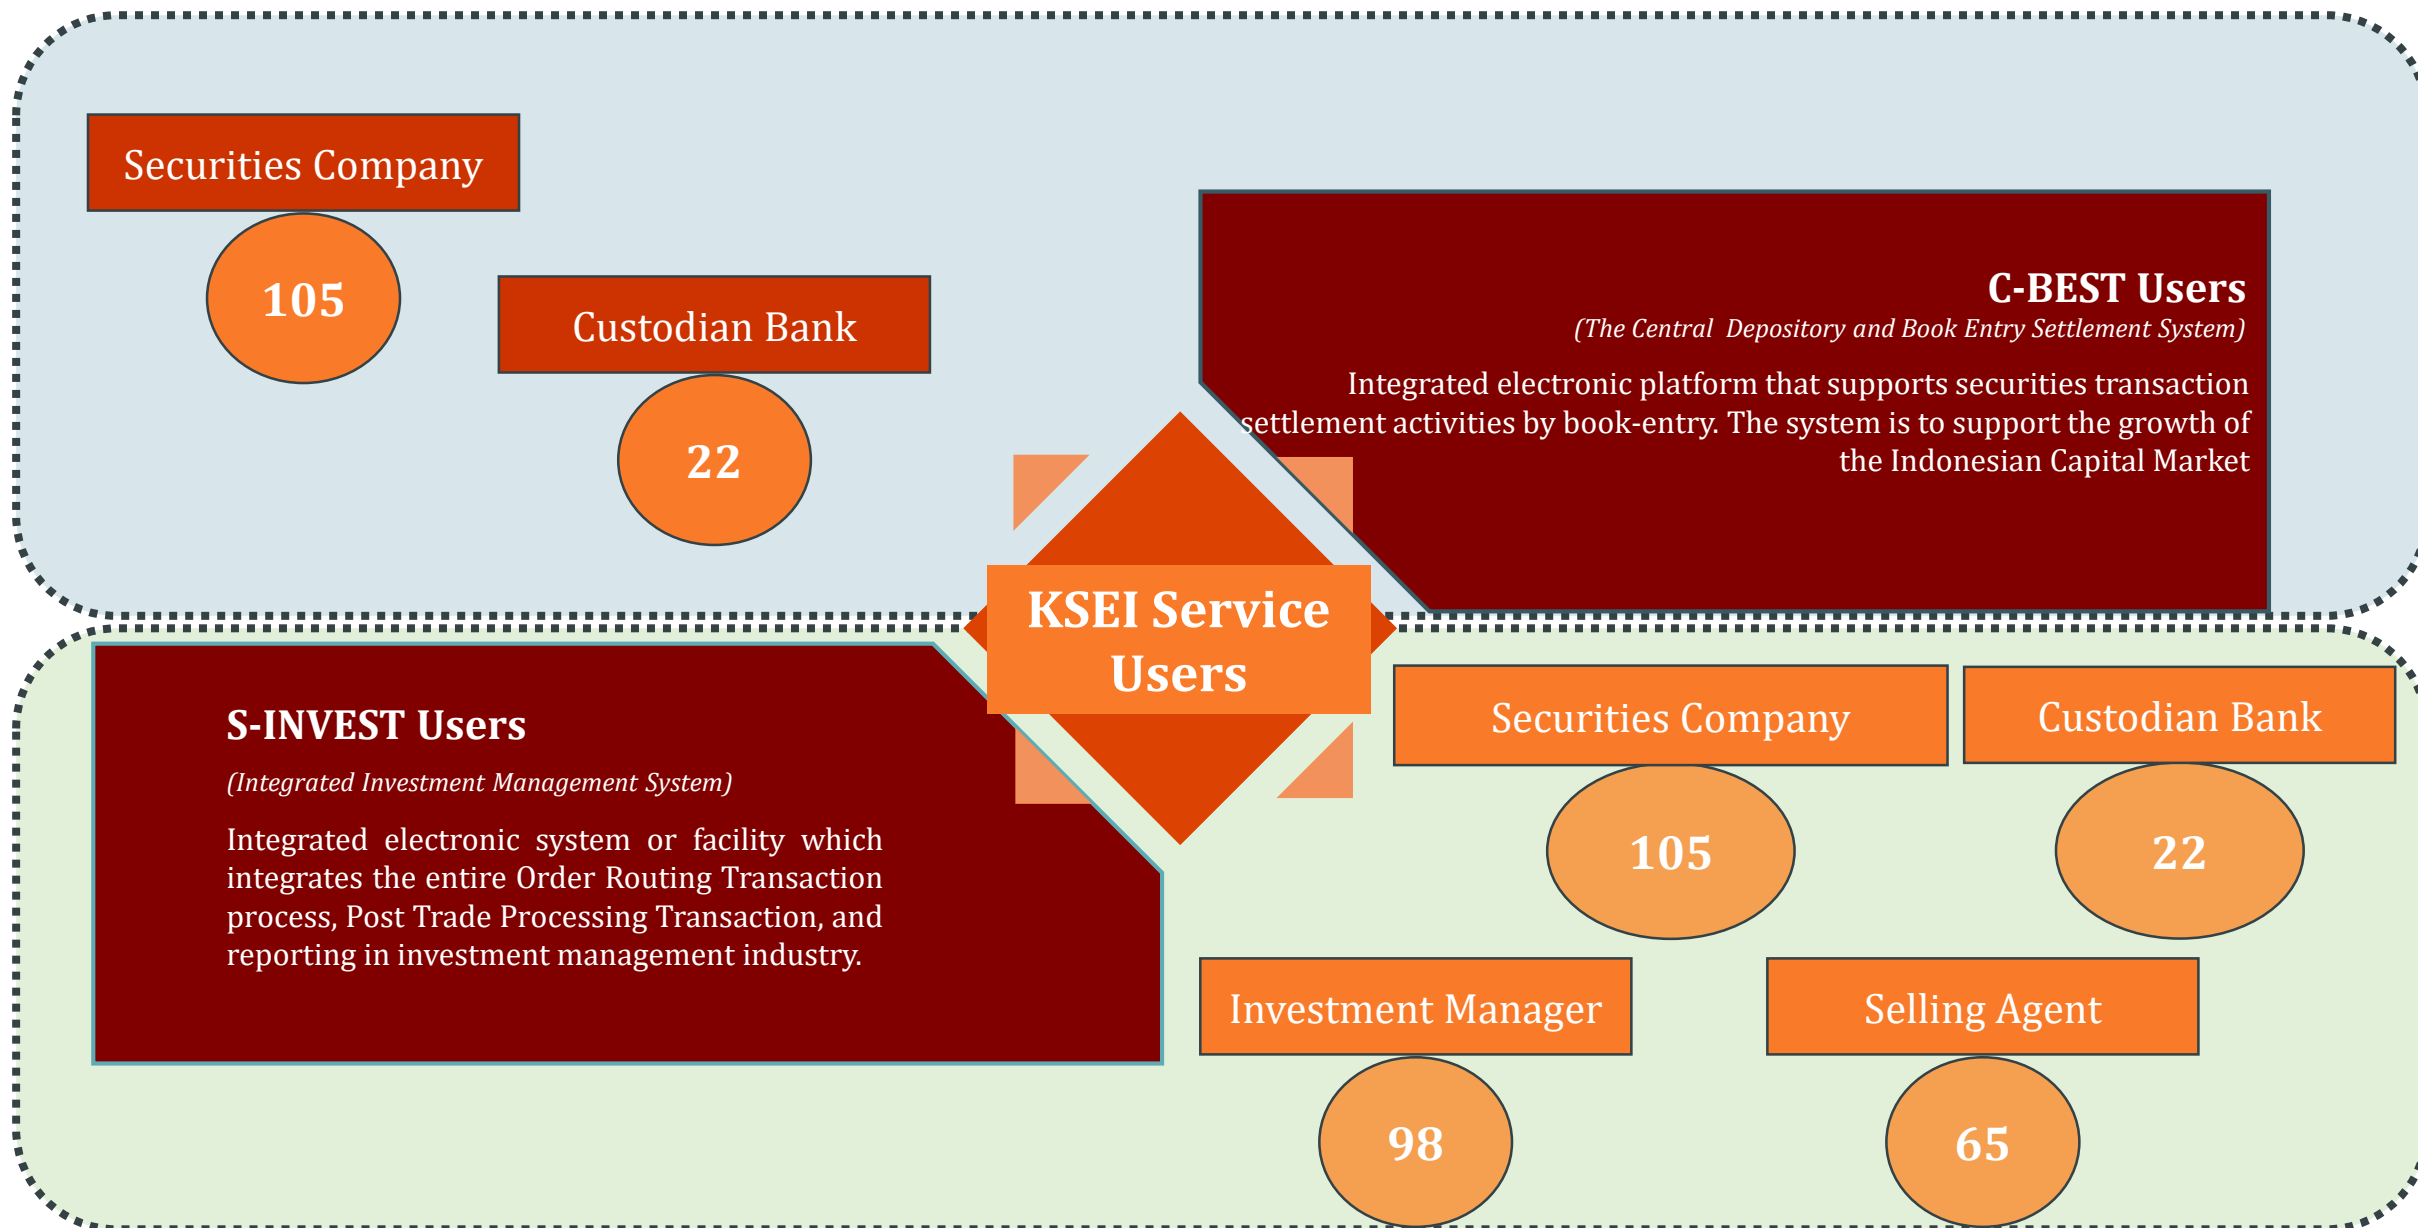 Securities Company
105
Custodian Bank
22
C-BEST Users
(The Central Depository and Book Entry Settlement System)
Integrated electronic platform that supports securities transaction
settlement activities by book-entry. The system is to support the growth of
the Indonesian Capital Market
KSEI Service
Users
S-INVEST Users
(Integrated Investment Management System)
Integrated electronic system or facility which
integrates the entire Order Routing Transaction
process, Post Trade Processing Transaction, and
reporting in investment management industry.
Securities Company
105
Custodian Bank
22
Investment Manager
98
Selling Agent
65